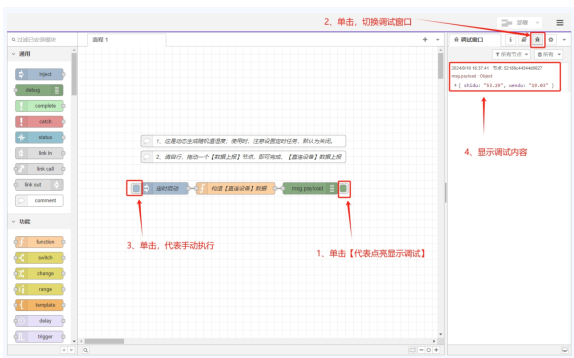 2、单击，切换调试窗口
部署
过滤已安装模块
流程 1
调试窗口
通用
所有节点
所有
inject
debug
complete
catch
status
link in
link call
link out
comment
功能
function
switch
change
range
template
delay
trigger
1、这是动态生成随机温湿度，使用时，注意设置定时任务，默认为关闭。
2、请自行，拖动一个【数据上报】节点，即可完成，【直连设备】数据上报
定时启动
构造【直连设备】数据
msg.payload
3、单击，代表手动执行
1、单击【代表点亮显示调试】
msg.payload : Object
4、显示调试内容